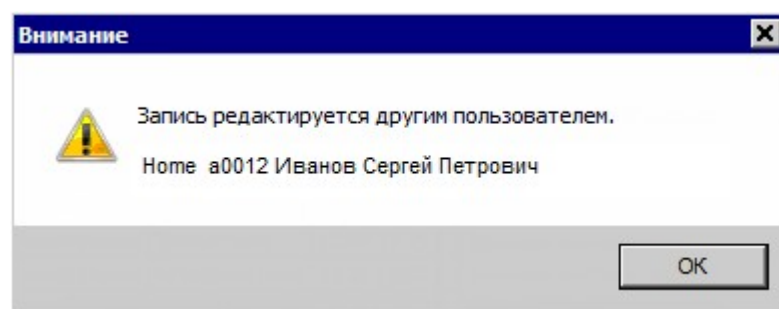 Внимание
Запись редактируется другим пользователем.
Home a0012 Иванов Сергей Петрович
OK